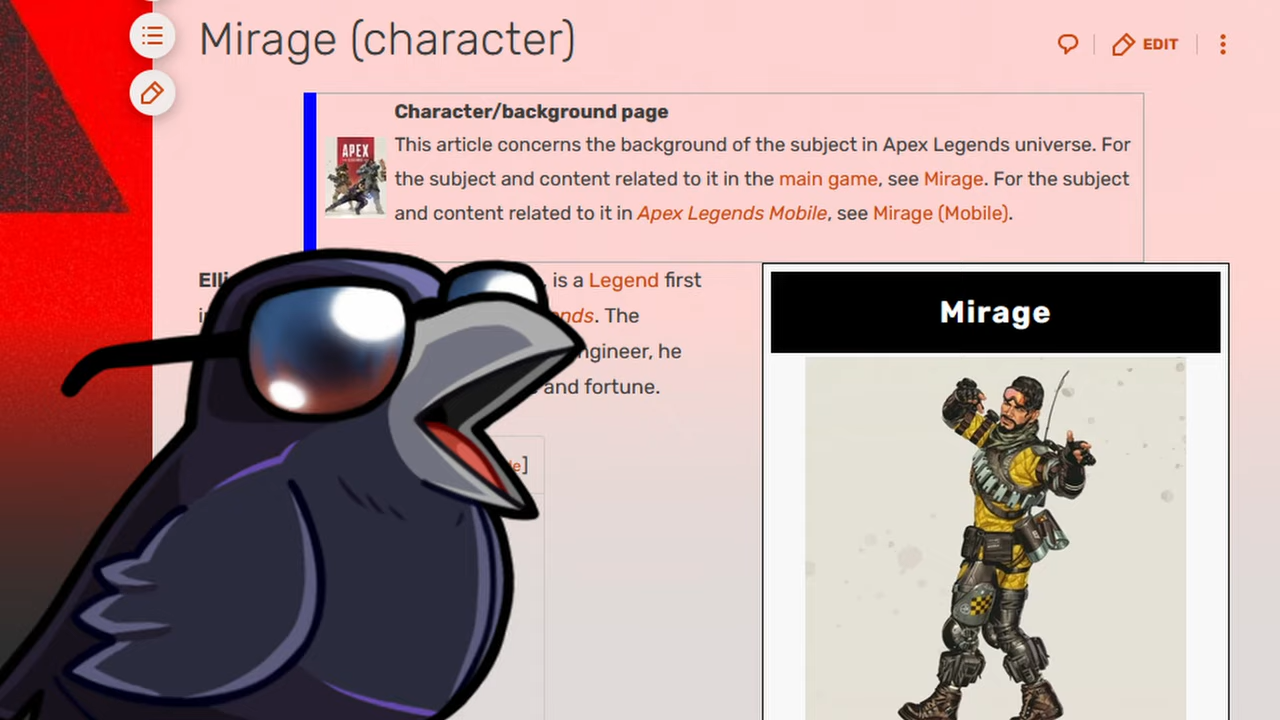 Mirage (character)
EDIT
Character/background page
APEX
This article concerns the background of the subject in Apex Legends universe. For
the subject and content related to it in the main game, see Mirage. For the subject
and content related to it in Apex Legends Mobile, see Mirage (Mobile).
is a Legend first
. The
he
and fortune.
]
Mirage